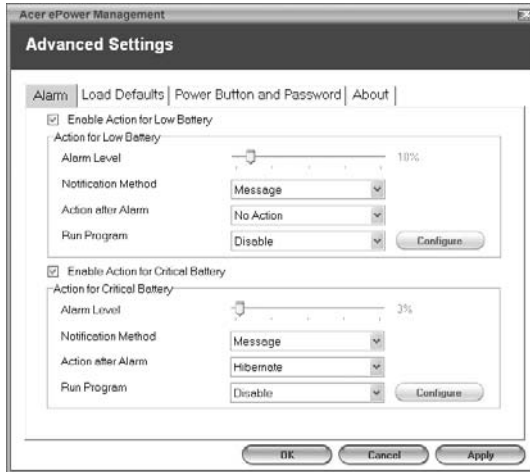 Acer ePower Management
Advanced Settings
Alarm | Load Defaults | Power Button and Password | About |
Enable Action for Low Battery
Action for Low Battery
Alarm Level 10%
Notification Method Message
Action after Alarm No Action
Run Program Disable Configure
Enable Action for Critical Battery
Action for Critical Battery
Alarm Level 3%
Notification Method Message
Action after Alarm Hibernate
Run Program Disable Configure
OK Cancel Apply